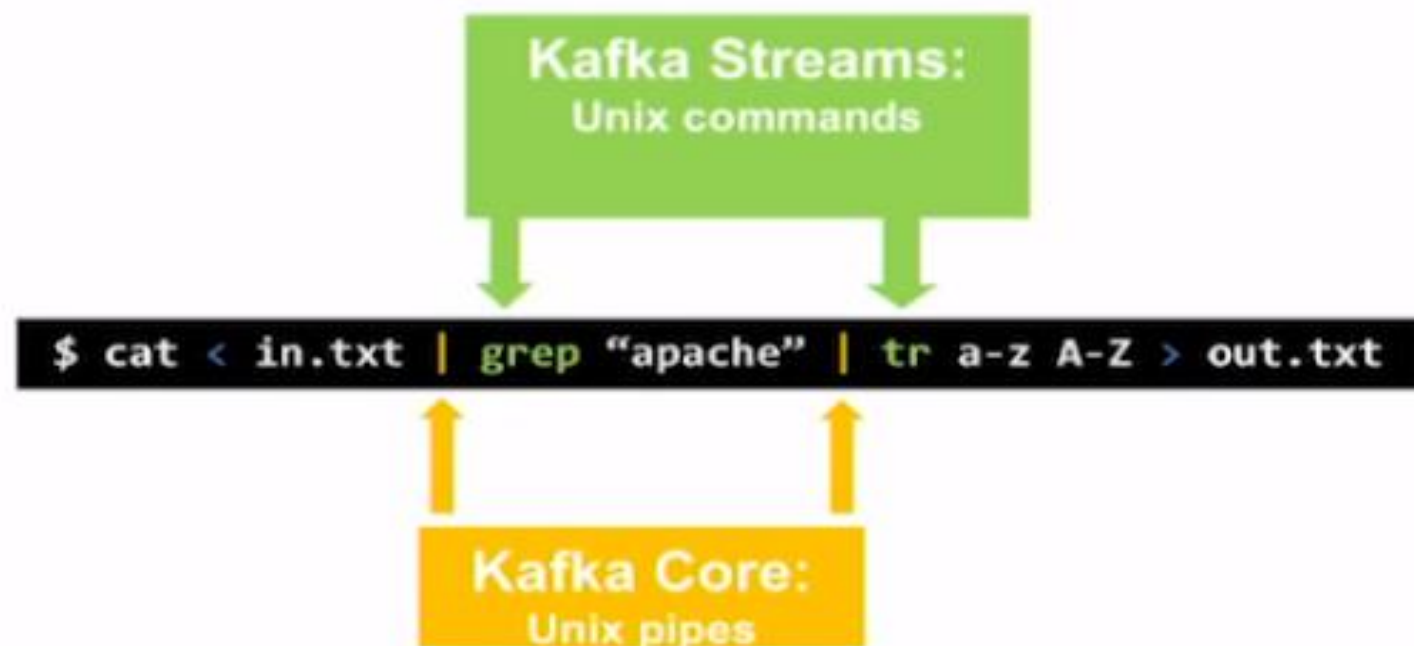 Kafka Streams:
Unix commands
$ cat < in.txt | grep “apache” | tr a-z A-Z > out.txt
Kafka Core:
Unix pipes